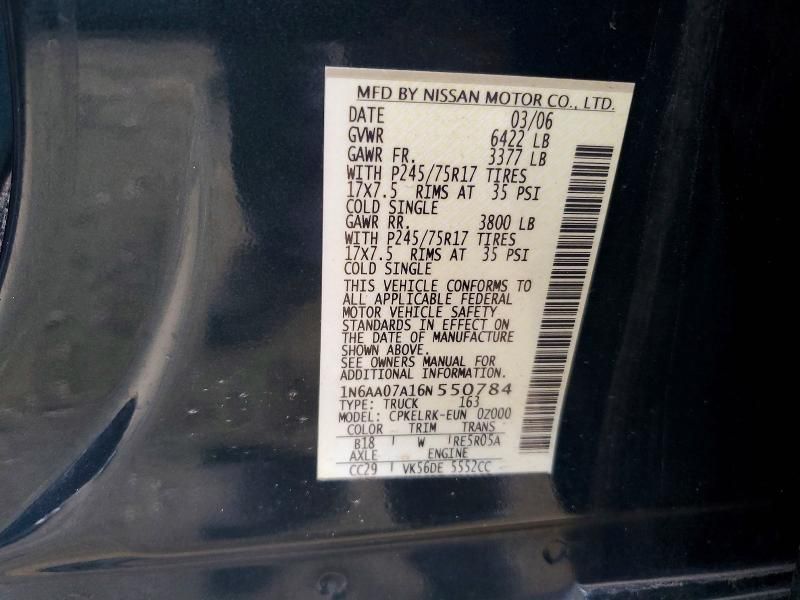 MFD BY NISSAN MOTOR CO., LTD.
DATE 03/06
GVWR 6422 LB
GAWR FR. 3377 LB
WITH P245/75R17 TIRES
17X7.5 RIMS AT 35 PSI
COLD SINGLE
GAWR RR. 3800 LB
WITH P245/75R17 TIRES
17X7.5 RIMS AT 35 PSI
COLD SINGLE
THIS VEHICLE CONFORMS TO
ALL APPLICABLE FEDERAL
MOTOR VEHICLE SAFETY
STANDARDS IN EFFECT ON
THE DATE OF MANUFACTURE
SHOWN ABOVE.
SEE OWNERS MANUAL FOR
ADDITIONAL INFORMATION.
1N6AA07A16N550784
TYPE: TRUCK 163
MODEL: CPKELRK-EUN 0Z000
COLOR TRIM TRANS
B18 W RE5R05A
AXLE ENGINE
CC29 VK56DE 5552CC